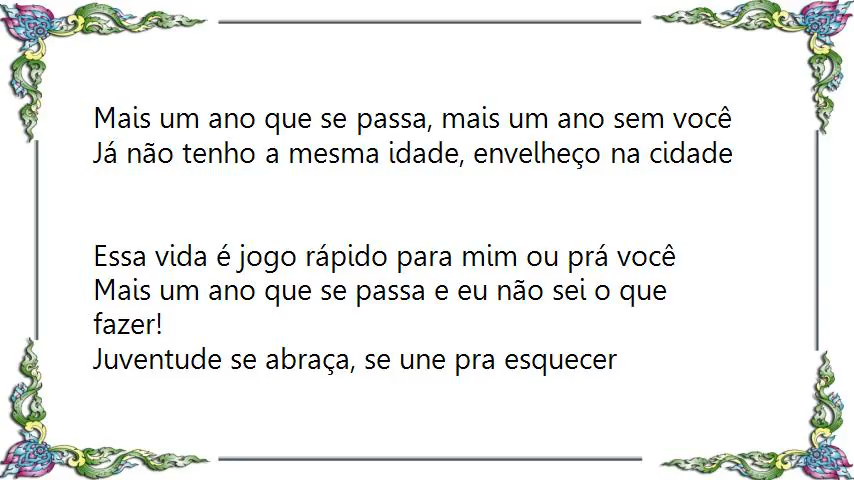 Mais um ano que se passa, mais um ano sem você
Já não tenho a mesma idade, envelheço na cidade
Essa vida é jogo rápido para mim ou prá você
Mais um ano que se passa e eu não sei o que
fazer!
Juventude se abraça, se une pra esquecer